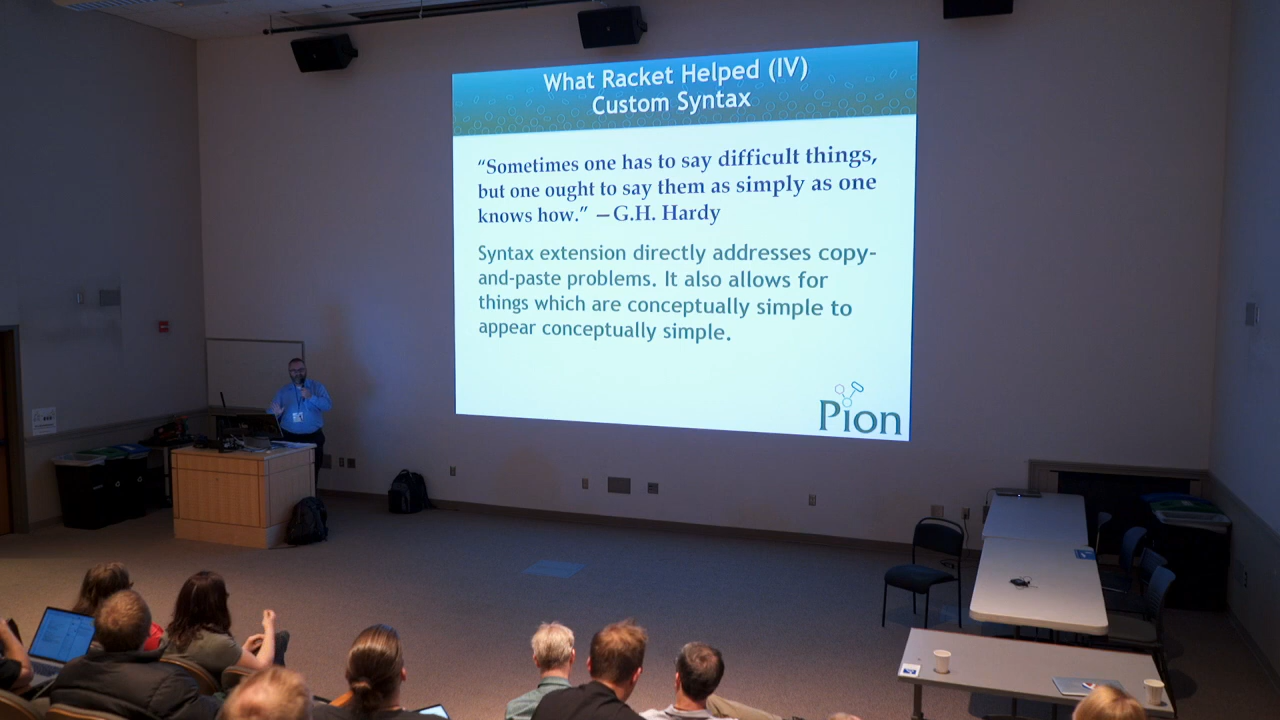 What Racket Helped (IV)
Custom Syntax
“Sometimes one has to say difficult things,
but one ought to say them as simply as one
knows how.” —G.H. Hardy
Syntax extension directly addresses copy-
and-paste problems. It also allows for
things which are conceptually simple to
appear conceptually simple.
Pion